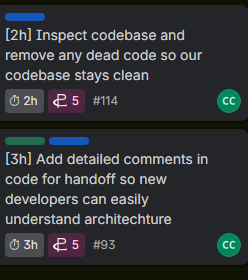 [2h] Inspect codebase and
remove any dead code so our
codebase stays clean
2h 5 #114 CC
[3h] Add detailed comments in
code for handoff so new
developers can easily
understand architechture
3h 5 #93 CC